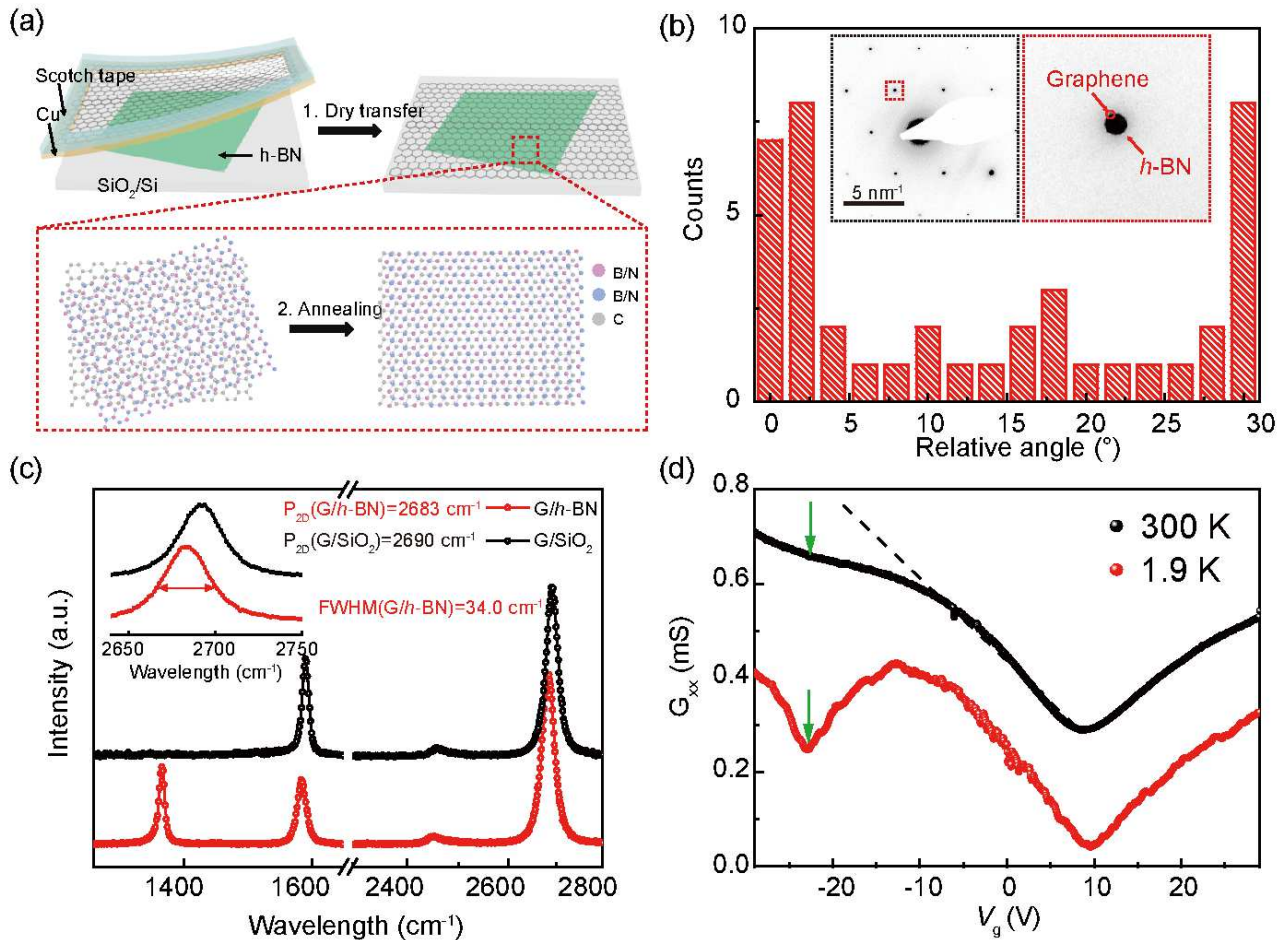 (a)
Scotch tape
Cu
h-BN
SiO₂/Si
1. Dry transfer
2. Annealing
B/N
B/N
C
(b)
10
5
0
Counts
Graphene
h-BN
5 nm⁻¹
0 5 10 15 20 25 30
Relative angle (°)
(c)
P₂D(G/h-BN)=2683 cm⁻¹ G/h-BN
P₂D(G/SiO₂)=2690 cm⁻¹ G/SiO₂
FWHM(G/h-BN)=34.0 cm⁻¹
2650 2700 2750
Wavelength (cm⁻¹)
Intensity (a.u.)
1400 1600 2400 2600 2800
Wavelength (cm⁻¹)
(d)
0.8
0.6
0.4
0.2
0.0
Gxx (mS)
300 K
1.9 K
-20 -10 0 10 20
Vg (V)